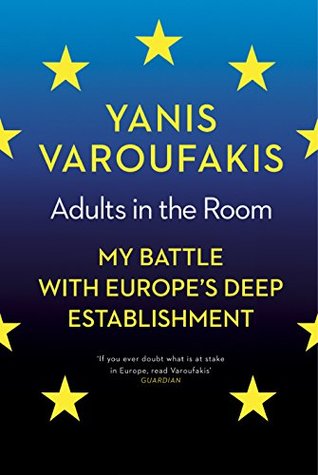 YANIS
VAROUFAKIS
Adults in the Room
MY BATTLE
WITH EUROPE'S DEEP
ESTABLISHMENT
'If you ever doubt what is at stake
in Europe, read Varoufakis'
GUARDIAN